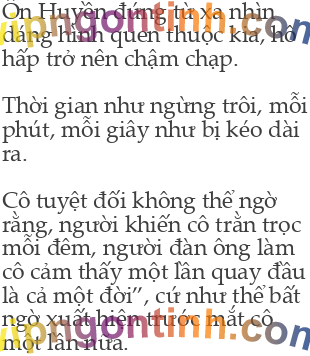 Ôn Huyền đứng từ xa nhìn
dáng hình quen thuộc kia, hô
hấp trở nên chậm chạp.
Thời gian như ngừng trôi, mỗi
phút, mỗi giây như bị kéo dài
ra.
Cô tuyệt đối không thể ngờ
rằng, người khiến cô trằn trọc
mỗi đêm, người đàn ông làm
cô cảm thấy một lần quay đầu
là cả một đời”, cứ như thể bất
ngờ xuất hiện trước mắt cô
một lần nữa.
vipngontinh.com
vipngontinh.com